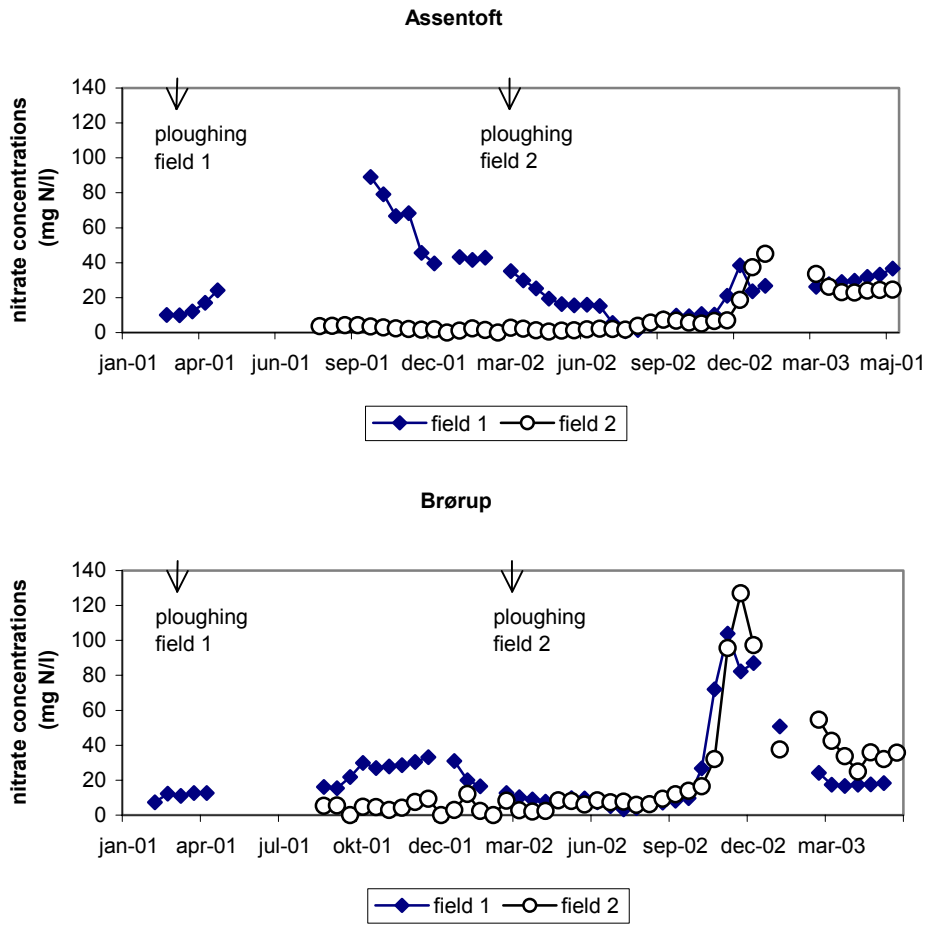 Assentoft
nitrate concentrations
(mg N/l)
140
120
100
80
60
40
20
0
ploughing
field 1
ploughing
field 2
jan-01 apr-01 jun-01 sep-01 dec-01 mar-02 jun-02 sep-02 dec-02 mar-03 maj-01
field 1 field 2
Brørup
nitrate concentrations
(mg N/l)
140
120
100
80
60
40
20
0
ploughing
field 1
ploughing
field 2
jan-01 apr-01 jul-01 okt-01 dec-01 mar-02 jun-02 sep-02 dec-02 mar-03
field 1 field 2